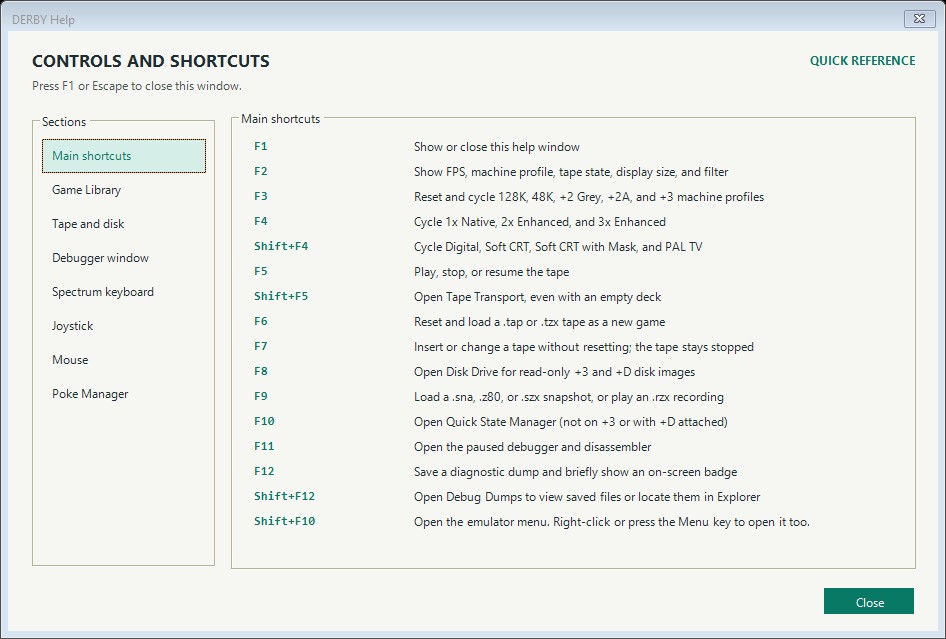 DERBY Help
CONTROLS AND SHORTCUTS
QUICK REFERENCE
Press F1 or Escape to close this window.
Sections
Main shortcuts
Game Library
Tape and disk
Debugger window
Spectrum keyboard
Joystick
Mouse
Poke Manager
Main shortcuts
F1 Show or close this help window
F2 Show FPS, machine profile, tape state, display size, and filter
F3 Reset and cycle 128K, 48K, +2 Grey, +2A, and +3 machine profiles
F4 Cycle 1x Native, 2x Enhanced, and 3x Enhanced
Shift+F4 Cycle Digital, Soft CRT, Soft CRT with Mask, and PAL TV
F5 Play, stop, or resume the tape
Shift+F5 Open Tape Transport, even with an empty deck
F6 Reset and load a .tap or .tzx tape as a new game
F7 Insert or change a tape without resetting; the tape stays stopped
F8 Open Disk Drive for read-only +3 and +D disk images
F9 Load a .sna, .z80, or .szx snapshot, or play an .rzx recording
F10 Open Quick State Manager (not on +3 or with +D attached)
F11 Open the paused debugger and disassembler
F12 Save a diagnostic dump and briefly show an on-screen badge
Shift+F12 Open Debug Dumps to view saved files or locate them in Explorer
Shift+F10 Open the emulator menu. Right-click or press the Menu key to open it too.
Close